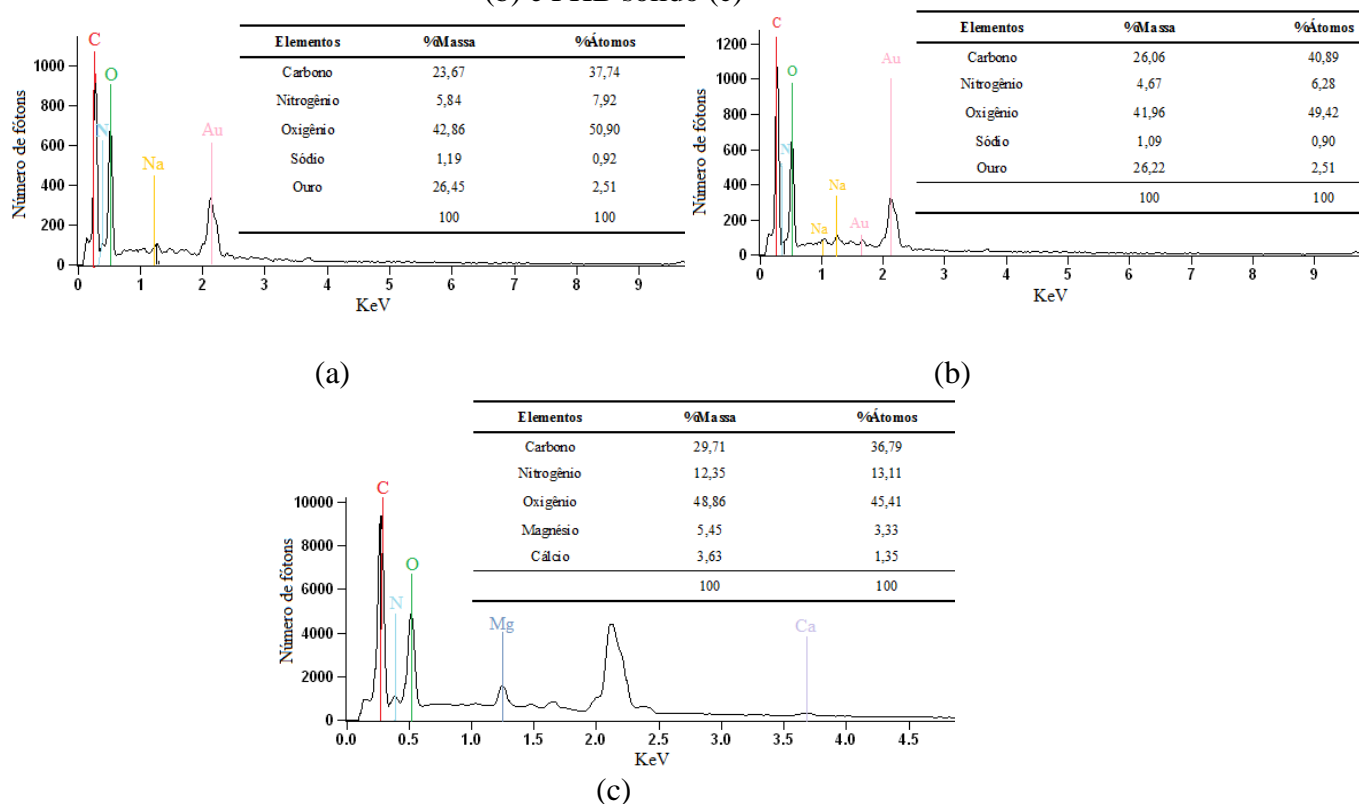 (b) e PHB sólido (c)
Elementos %Massa %Átomos
Carbono 23,67 37,74
Nitrogênio 5,84 7,92
Oxigênio 42,86 50,90
Sódio 1,19 0,92
Ouro 26,45 2,51
100 100
C
O
N
Na
Au
1000
800
600
400
200
0
Número de fótons
0 1 2 3 4 5 6 7 8 9
KeV
(a)
Elementos %Massa %Átomos
Carbono 26,06 40,89
Nitrogênio 4,67 6,28
Oxigênio 41,96 49,42
Sódio 1,09 0,90
Ouro 26,22 2,51
100 100
C
O
N
Na
Na
Au
Au
1200
1000
800
600
400
200
0
Número de fótons
0 1 2 3 4 5 6 7 8 9
KeV
(b)
Elementos %Massa %Átomos
Carbono 29,71 36,79
Nitrogênio 12,35 13,11
Oxigênio 48,86 45,41
Magnésio 5,45 3,33
Cálcio 3,63 1,35
100 100
C
O
N
Mg
Ca
10000
8000
6000
4000
2000
0
Número de fótons
0.0 0.5 1.0 1.5 2.0 2.5 3.0 3.5 4.0 4.5
KeV
(c)